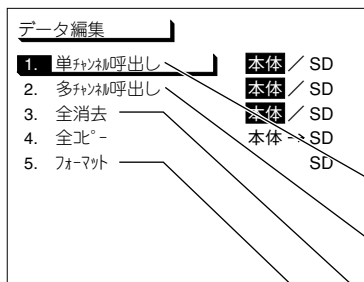 データ編集
1. 単ﾁｬﾝﾈﾙ呼出し 本体 / SD
2. 多ﾁｬﾝﾈﾙ呼出し 本体 / SD
3. 全消去 本体 / SD
4. 全ｺﾋﾟｰ 本体 -> SD
5. ﾌｫｰﾏｯﾄ SD